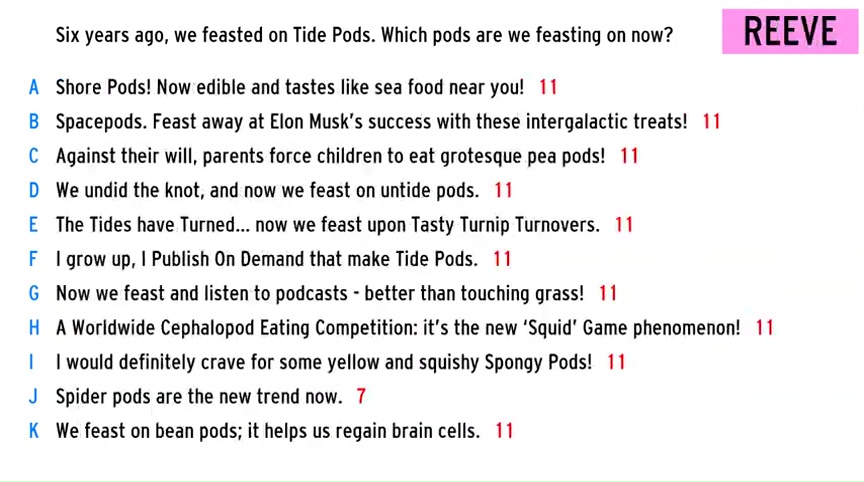 Six years ago, we feasted on Tide Pods. Which pods are we feasting on now?
REEVE
A Shore Pods! Now edible and tastes like sea food near you! 11
B Spacepods. Feast away at Elon Musk's success with these intergalactic treats! 11
C Against their will, parents force children to eat grotesque pea pods! 11
D We undid the knot, and now we feast on untide pods. 11
E The Tides have Turned... now we feast upon Tasty Turnip Turnovers. 11
F I grow up, I Publish On Demand that make Tide Pods. 11
G Now we feast and listen to podcasts - better than touching grass! 11
H A Worldwide Cephalopod Eating Competition: it's the new 'Squid' Game phenomenon! 11
I I would definitely crave for some yellow and squishy Spongy Pods! 11
J Spider pods are the new trend now. 7
K We feast on bean pods; it helps us regain brain cells. 11